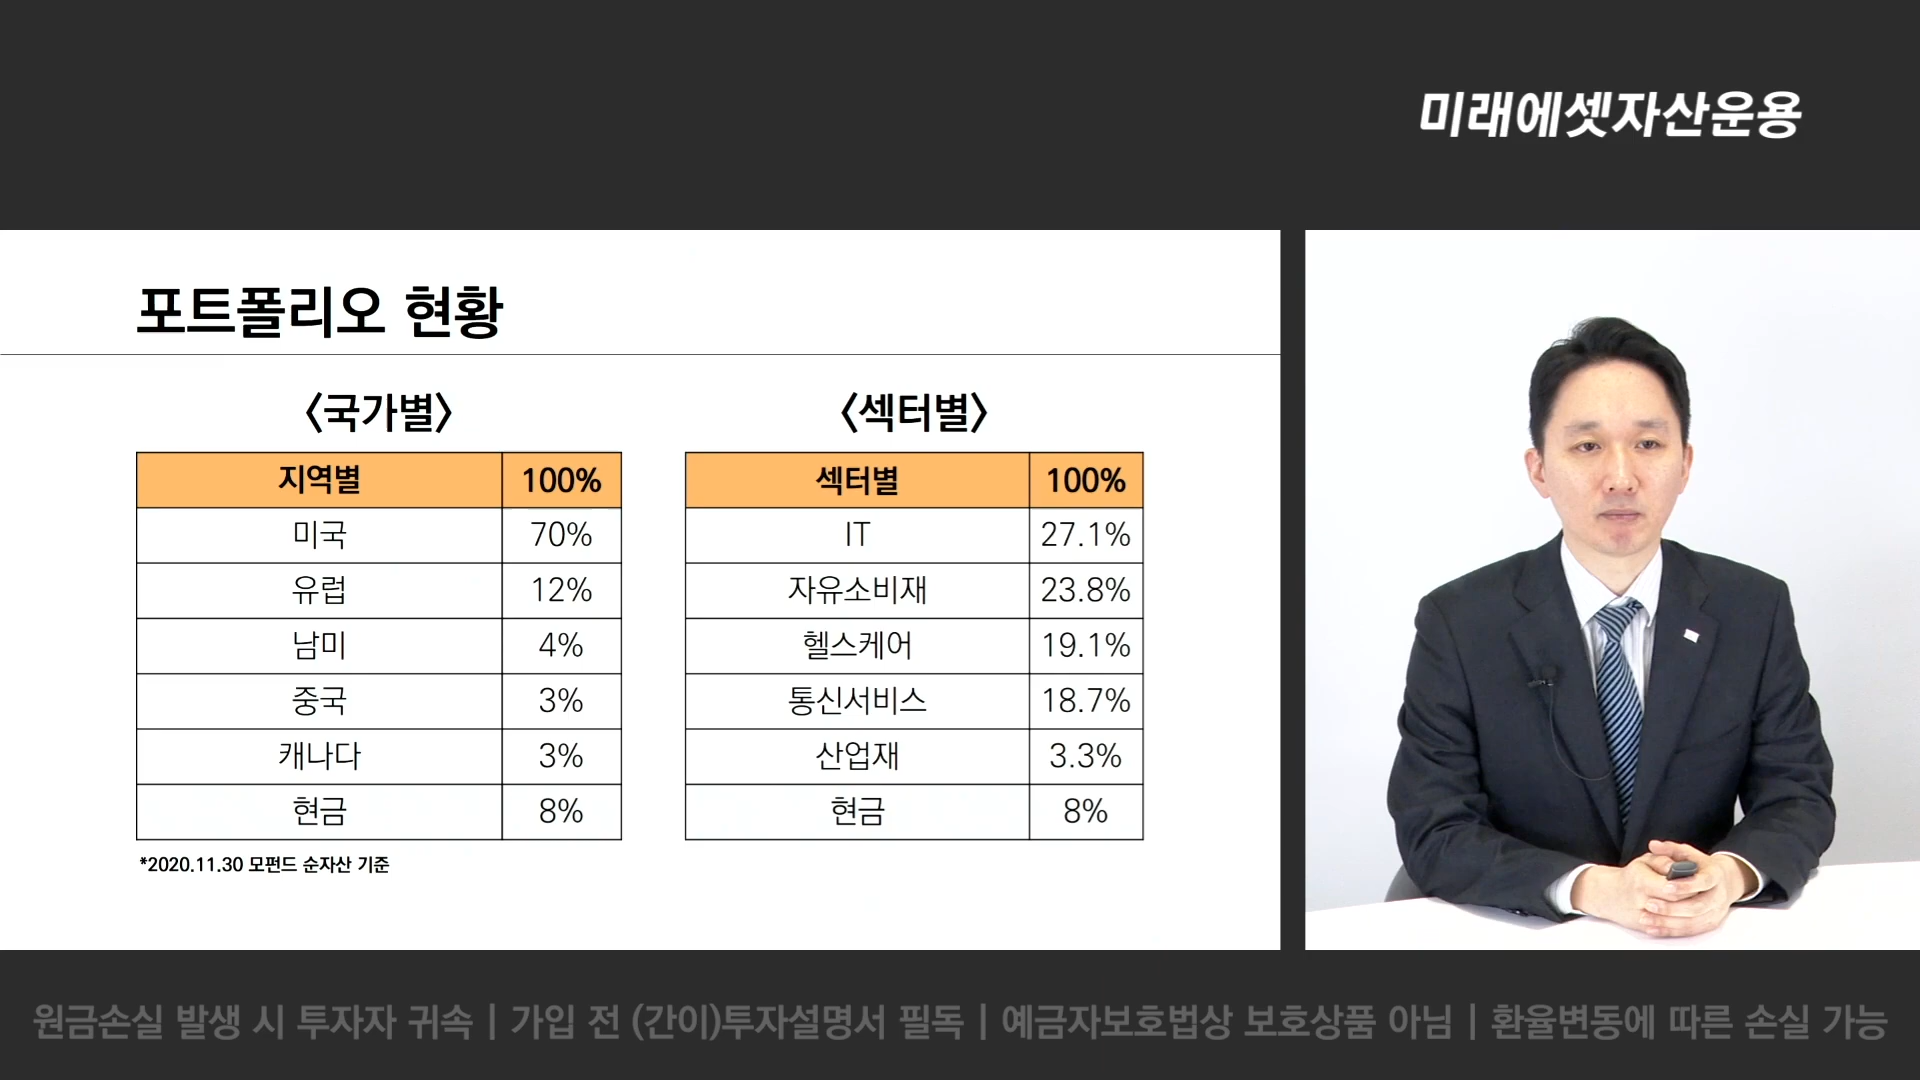 미래에셋자산운용
포트폴리오 현황
<국가별>
지역별 100%
미국 70%
유럽 12%
남미 4%
중국 3%
캐나다 3%
현금 8%
*2020.11.30 모펀드 순자산 기준
<섹터별>
섹터별 100%
IT 27.1%
자유소비재 23.8%
헬스케어 19.1%
통신서비스 18.7%
산업재 3.3%
현금 8%
원금손실 발생 시 투자자 귀속 | 가입 전 (간이)투자설명서 필독 | 예금자보호법상 보호상품 아님 | 환율변동에 따른 손실 가능